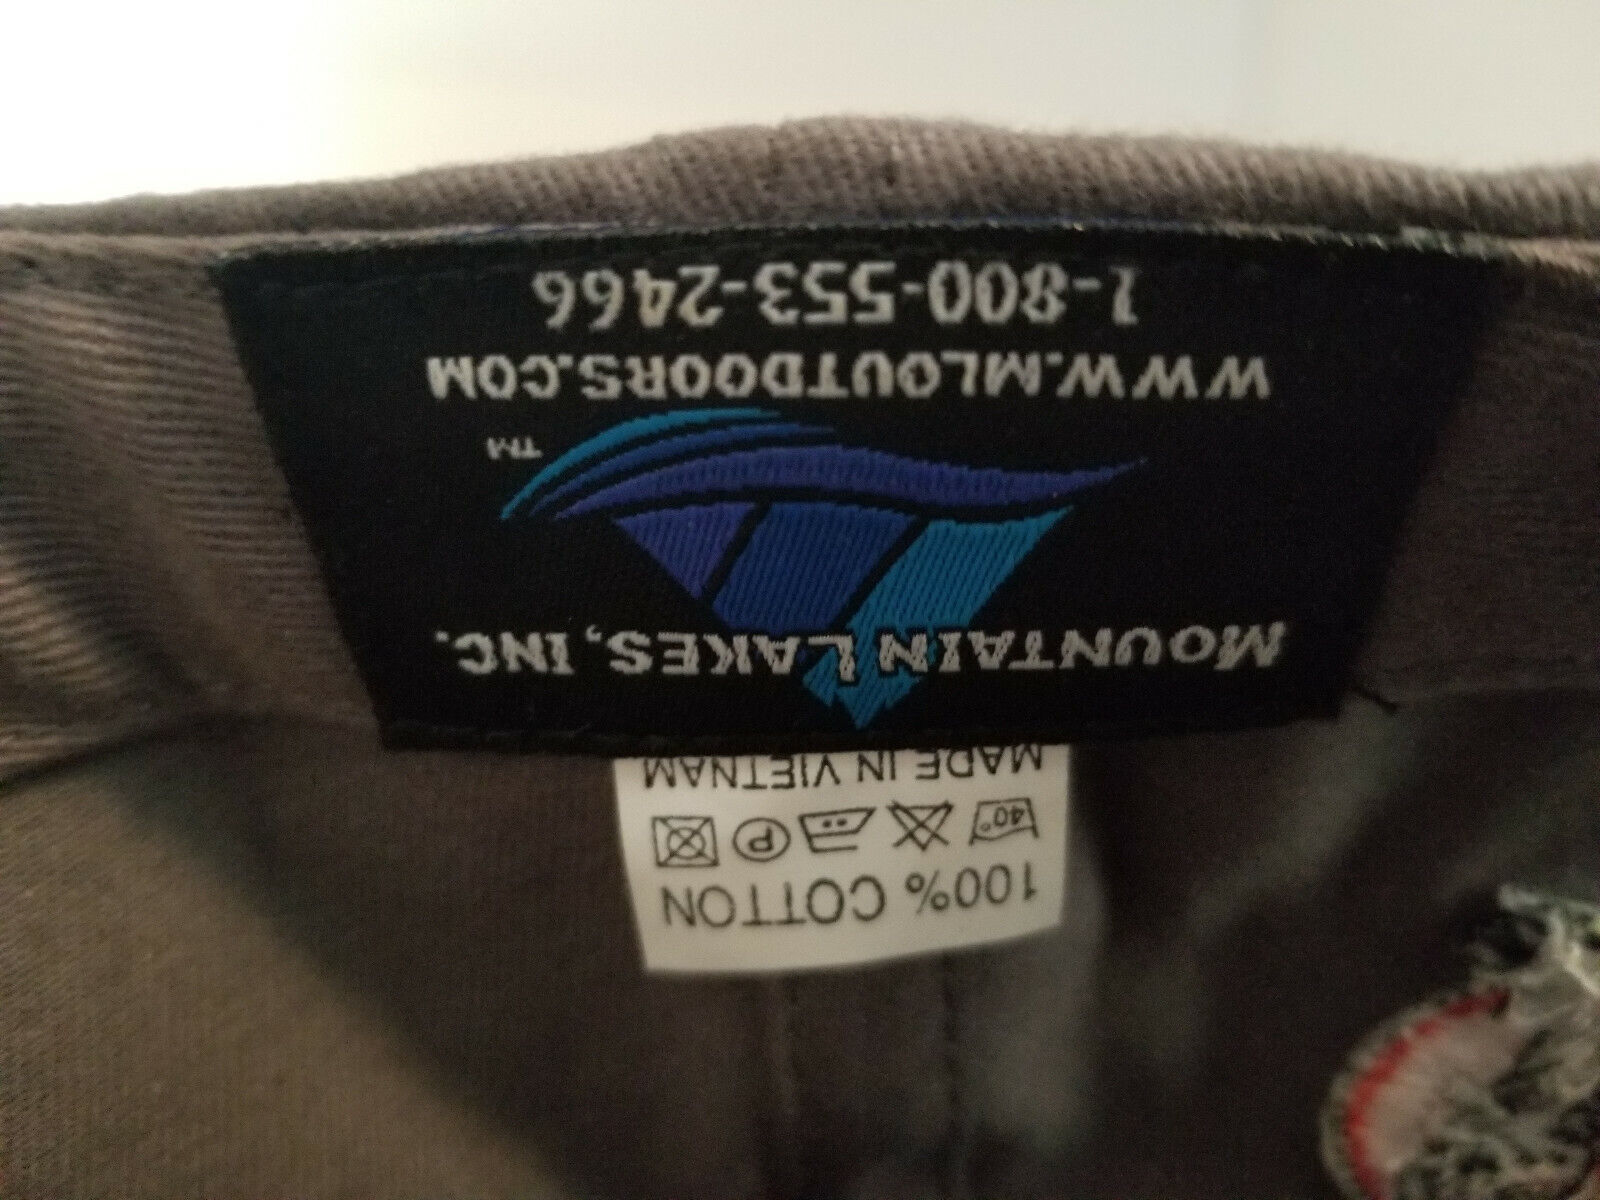 MOUNTAIN LAKES, INC.
TM
WWW.MLOUTDOORS.COM
1-800-553-2466
100% COTTON
40° P
MADE IN VIETNAM